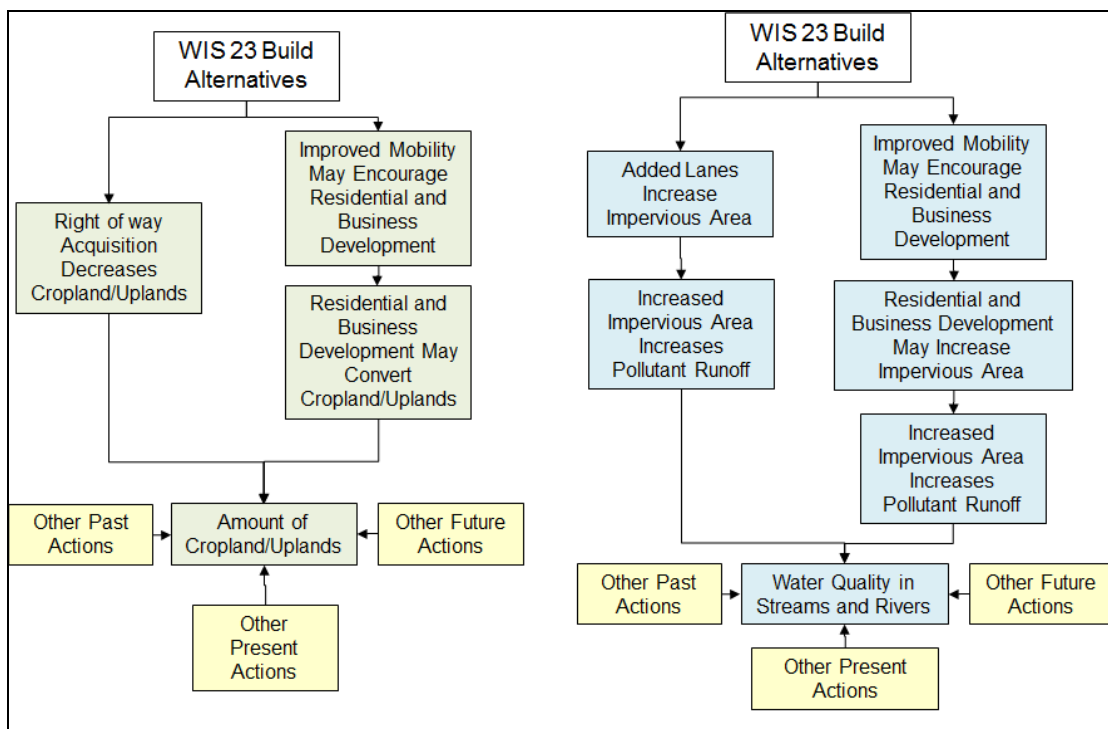 WIS 23 Build
Alternatives
Right of way
Acquisition
Decreases
Cropland/Uplands
Improved Mobility
May Encourage
Residential and
Business
Development
Residential and
Business
Development May
Convert
Cropland/Uplands
Other Past
Actions
Amount of
Cropland/Uplands
Other Future
Actions
Other
Present
Actions
WIS 23 Build
Alternatives
Added Lanes
Increase
Impervious Area
Increased
Impervious Area
Increases
Pollutant Runoff
Improved Mobility
May Encourage
Residential and
Business
Development
Residential and
Business Development
May Increase
Impervious Area
Increased
Impervious Area
Increases
Pollutant Runoff
Other Past
Actions
Water Quality in
Streams and Rivers
Other Future
Actions
Other Present
Actions